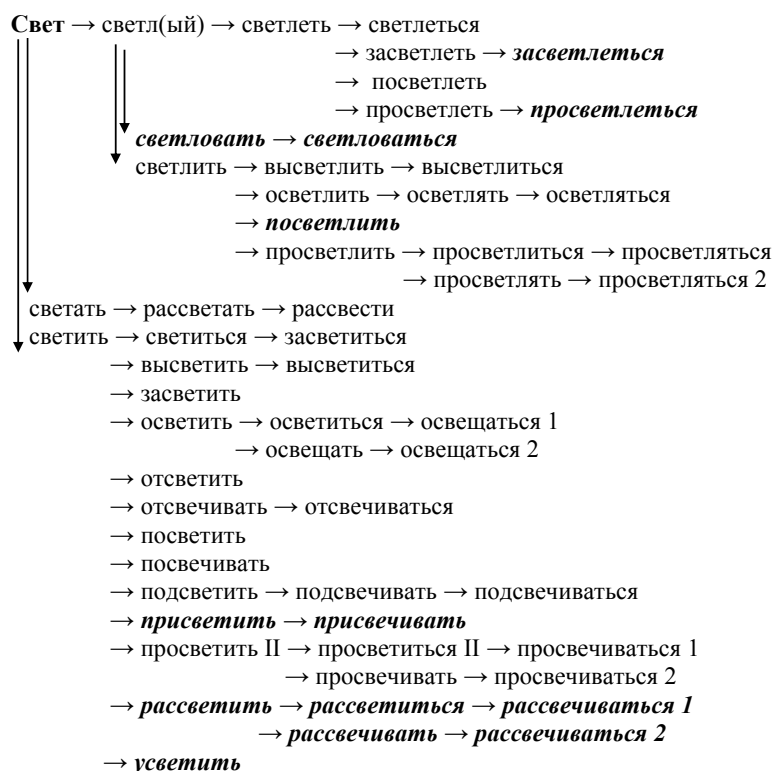 Свет → светл(ый) → светлеть → светлеться
→ засветлеть → засветлеться
→ посветлеть
→ просветлеть → просветлеться
светловать → светловаться
светлить → высветлить → высветлиться
→ осветлить → осветлять → осветляться
→ посветлить
→ просветлить → просветлиться → просветляться
→ просветлять → просветляться 2
светать → рассветать → рассвести
светить → светиться → засветиться
→ высветить → высветиться
→ засветить
→ осветить → осветиться → освещаться 1
→ освещать → освещаться 2
→ отсветить
→ отсвечивать → отсвечиваться
→ посветить
→ посвечивать
→ подсветить → подсвечивать → подсвечиваться
→ присветить → присвечивать
→ просветить II → просветиться II → просвечиваться 1
→ просвечивать → просвечиваться 2
→ рассветить → рассветиться → рассвечиваться 1
→ рассвечивать → рассвечиваться 2
→ усветить